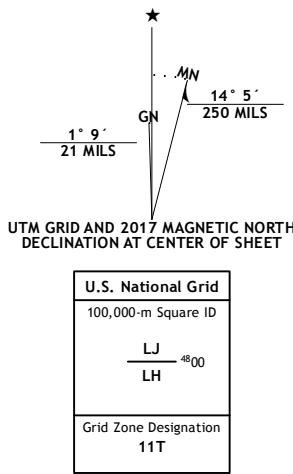 ★
MN
GN
1° 9´
21 MILS
14° 5´
250 MILS
UTM GRID AND 2017 MAGNETIC NORTH
DECLINATION AT CENTER OF SHEET
U.S. National Grid
100,000-m Square ID
LJ
4800
LH
Grid Zone Designation
11T